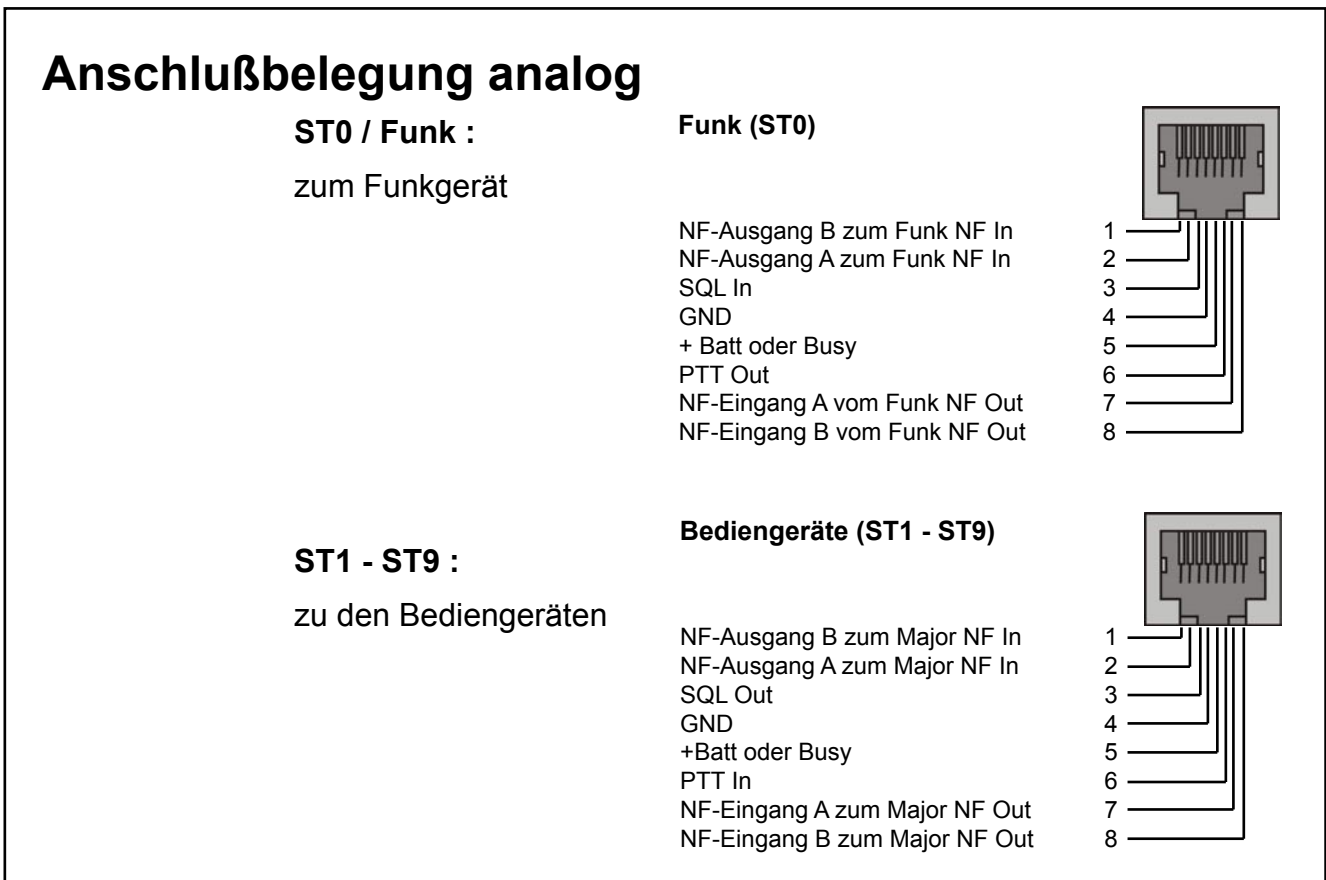 Anschlußbelegung analog
ST0 / Funk :
zum Funkgerät
Funk (ST0)
NF-Ausgang B zum Funk NF In 1
NF-Ausgang A zum Funk NF In 2
SQL In 3
GND 4
+ Batt oder Busy 5
PTT Out 6
NF-Eingang A vom Funk NF Out 7
NF-Eingang B vom Funk NF Out 8
ST1 - ST9 :
zu den Bediengeräten
Bediengeräte (ST1 - ST9)
NF-Ausgang B zum Major NF In 1
NF-Ausgang A zum Major NF In 2
SQL Out 3
GND 4
+Batt oder Busy 5
PTT In 6
NF-Eingang A zum Major NF Out 7
NF-Eingang B zum Major NF Out 8